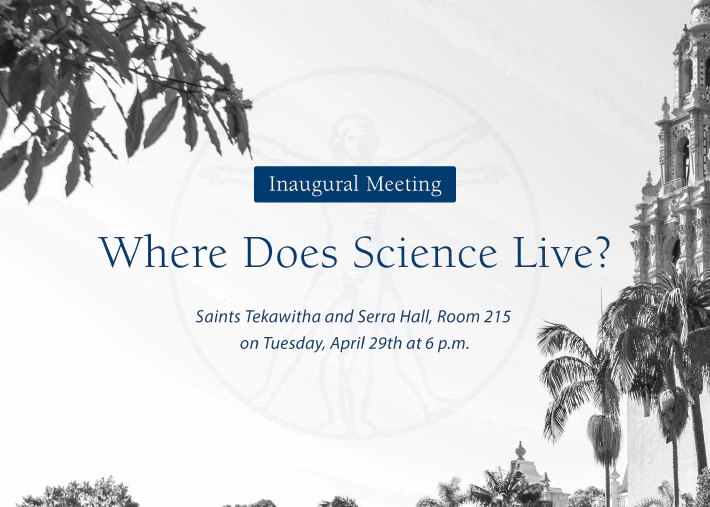 Inaugural Meeting
Where Does Science Live?
Saints Tekawitha and Serra Hall, Room 215
on Tuesday, April 29th at 6 p.m.